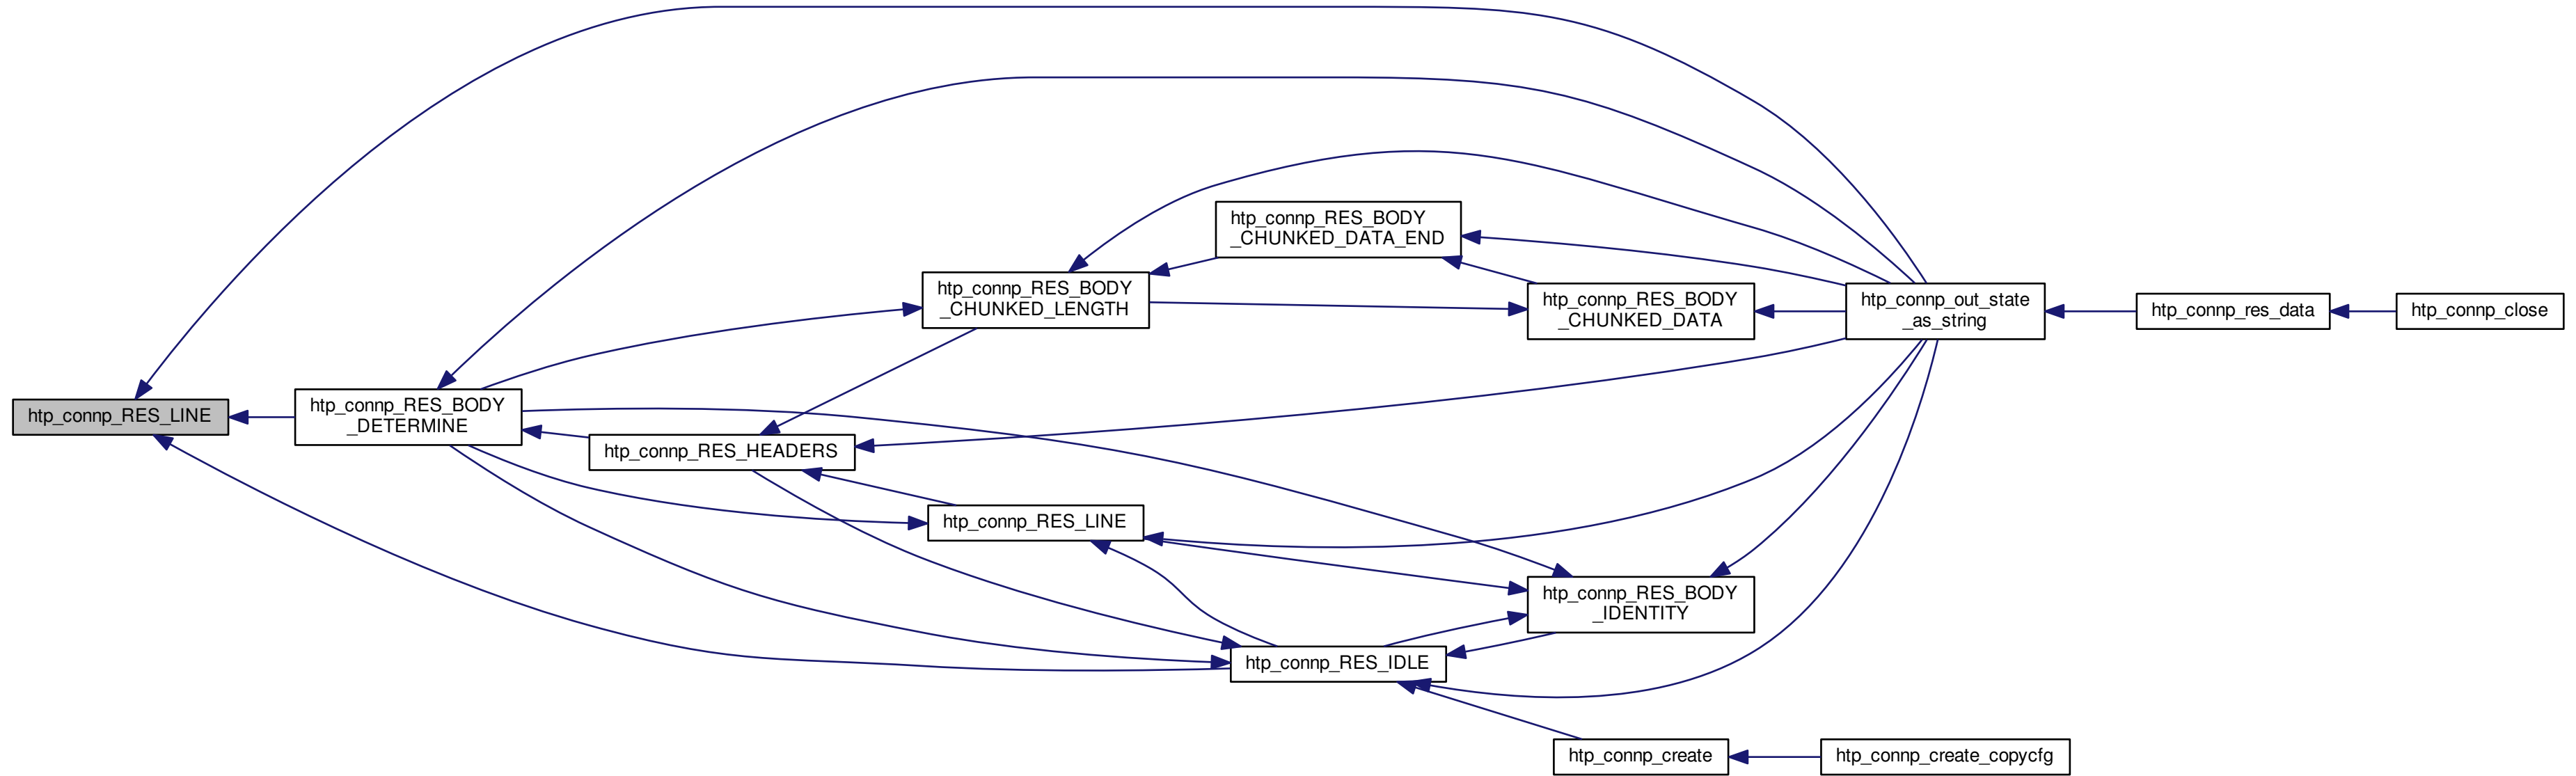 htp_connp_RES_LINE
htp_connp_RES_BODY
_DETERMINE
htp_connp_RES_HEADERS
htp_connp_RES_BODY
_CHUNKED_LENGTH
htp_connp_RES_LINE
htp_connp_RES_BODY
_CHUNKED_DATA_END
htp_connp_RES_IDLE
htp_connp_RES_BODY
_CHUNKED_DATA
htp_connp_RES_BODY
_IDENTITY
htp_connp_create
htp_connp_out_state
_as_string
htp_connp_create_copycfg
htp_connp_res_data
htp_connp_close